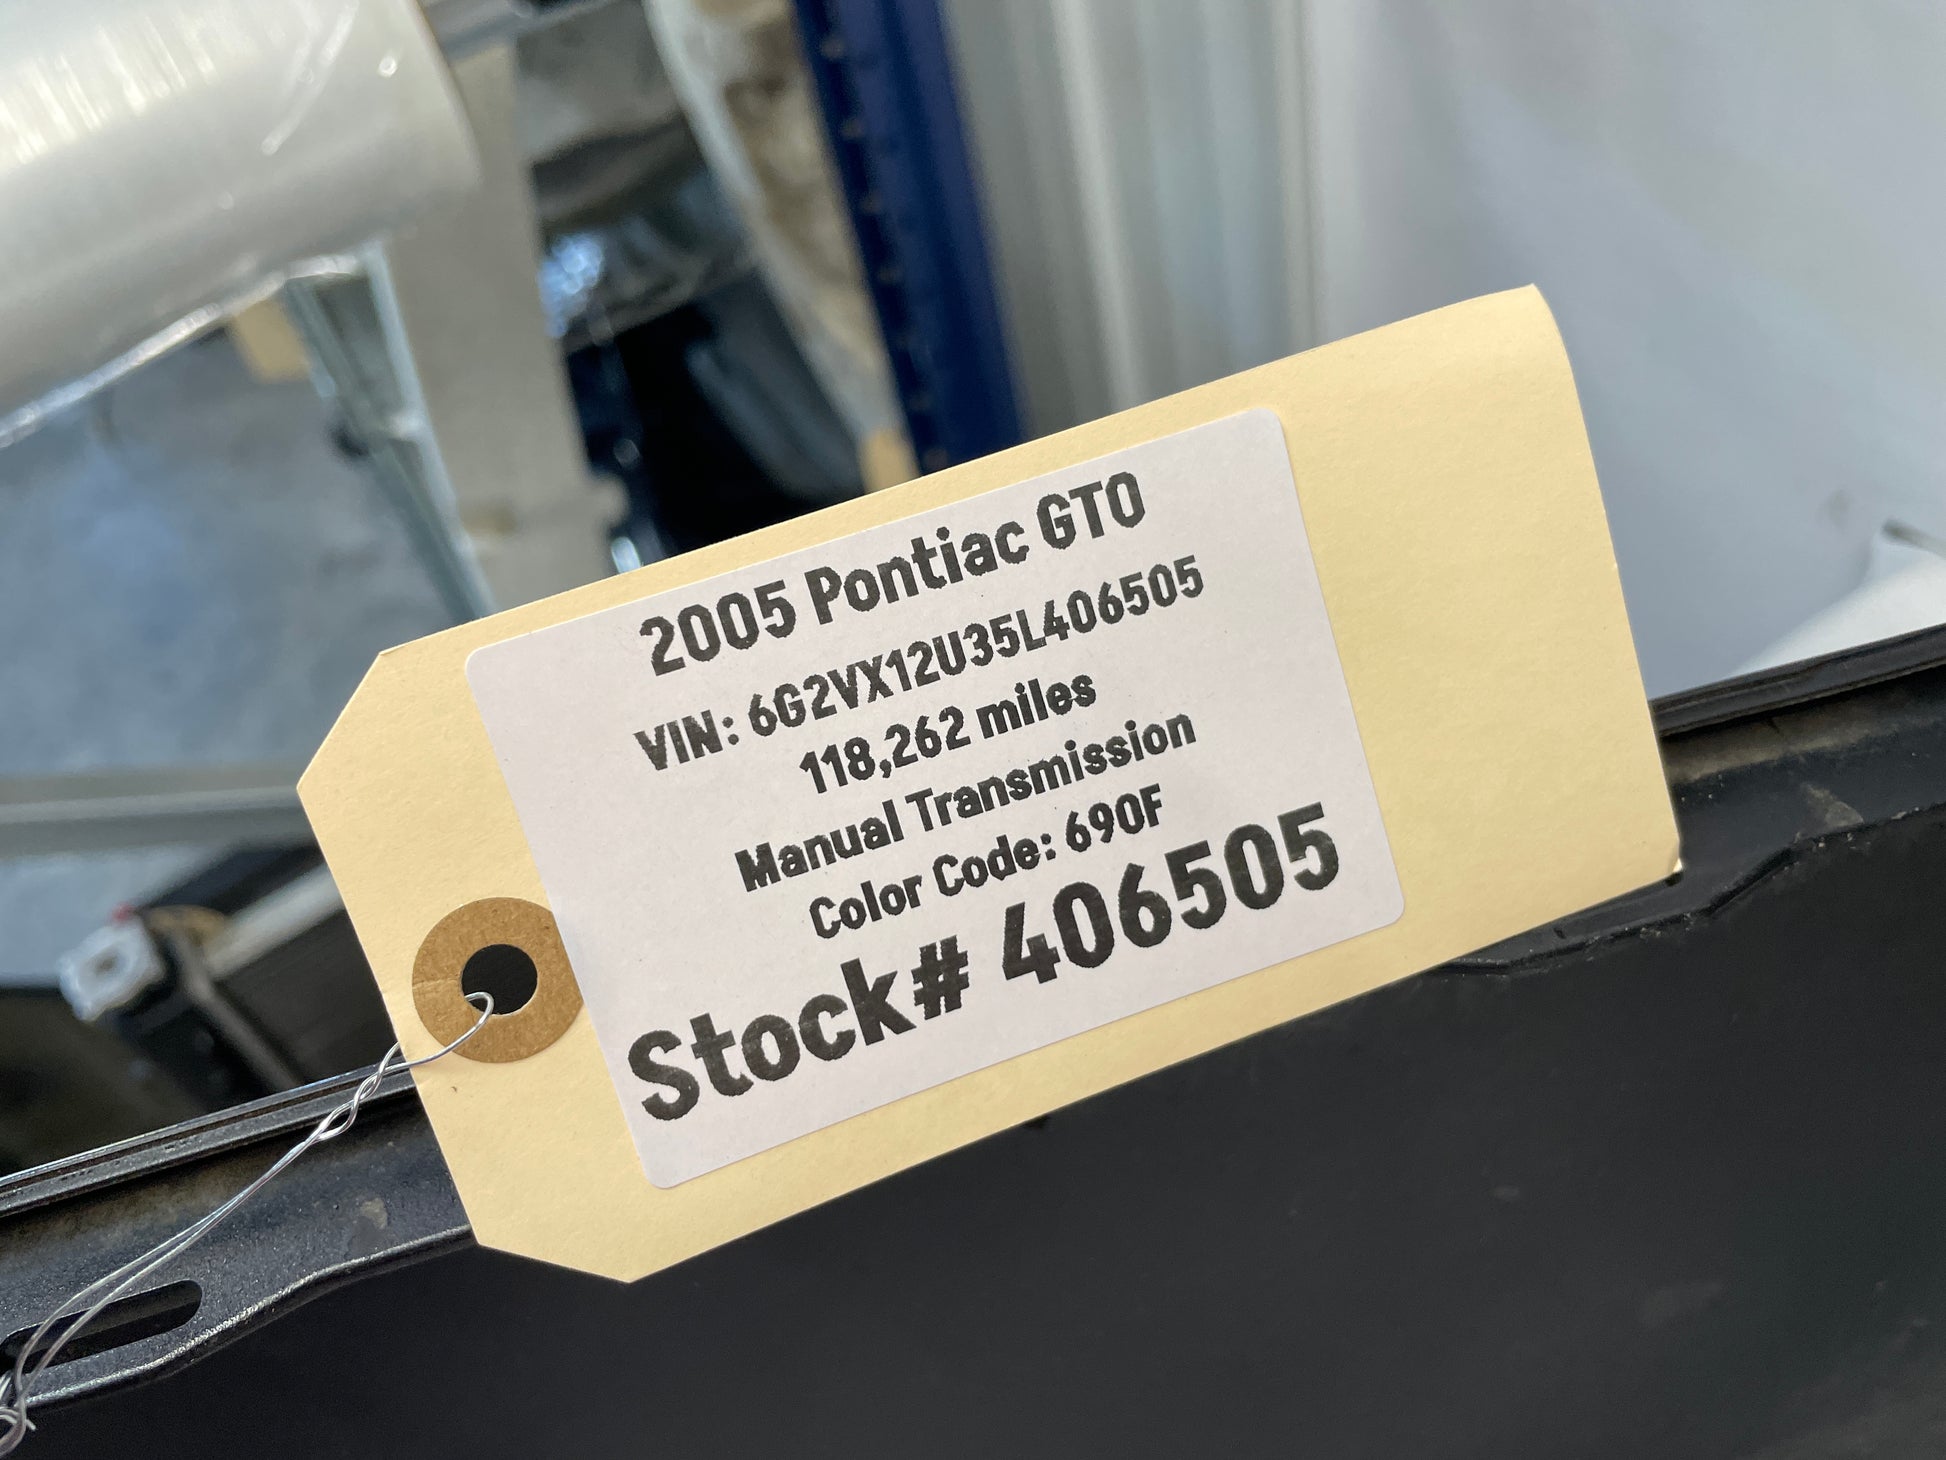 2005 Pontiac GTO
VIN: 6G2VX12U35L406505
118,262 miles
Manual Transmission
Color Code: 690F
Stock# 406505